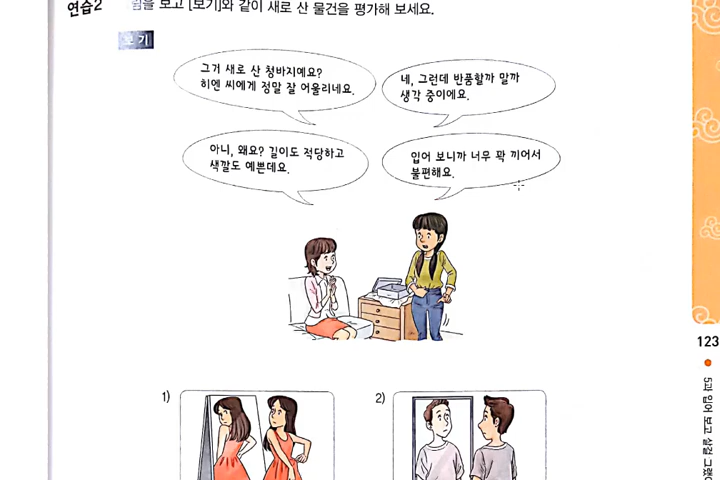 연습2 보고 [보기]와 같이 새로 산 물건을 평가해 보세요.
보기
그거 새로 산 청바지예요?
히엔 씨에게 정말 잘 어울리네요.
네, 그런데 반품할까 말까
생각 중이에요.
아니, 왜요? 길이도 적당하고
색깔도 예쁜데요.
입어 보니까 너무 꽉 끼어서
불편해요.
1)
2)
123
5과 입어 보고 살걸